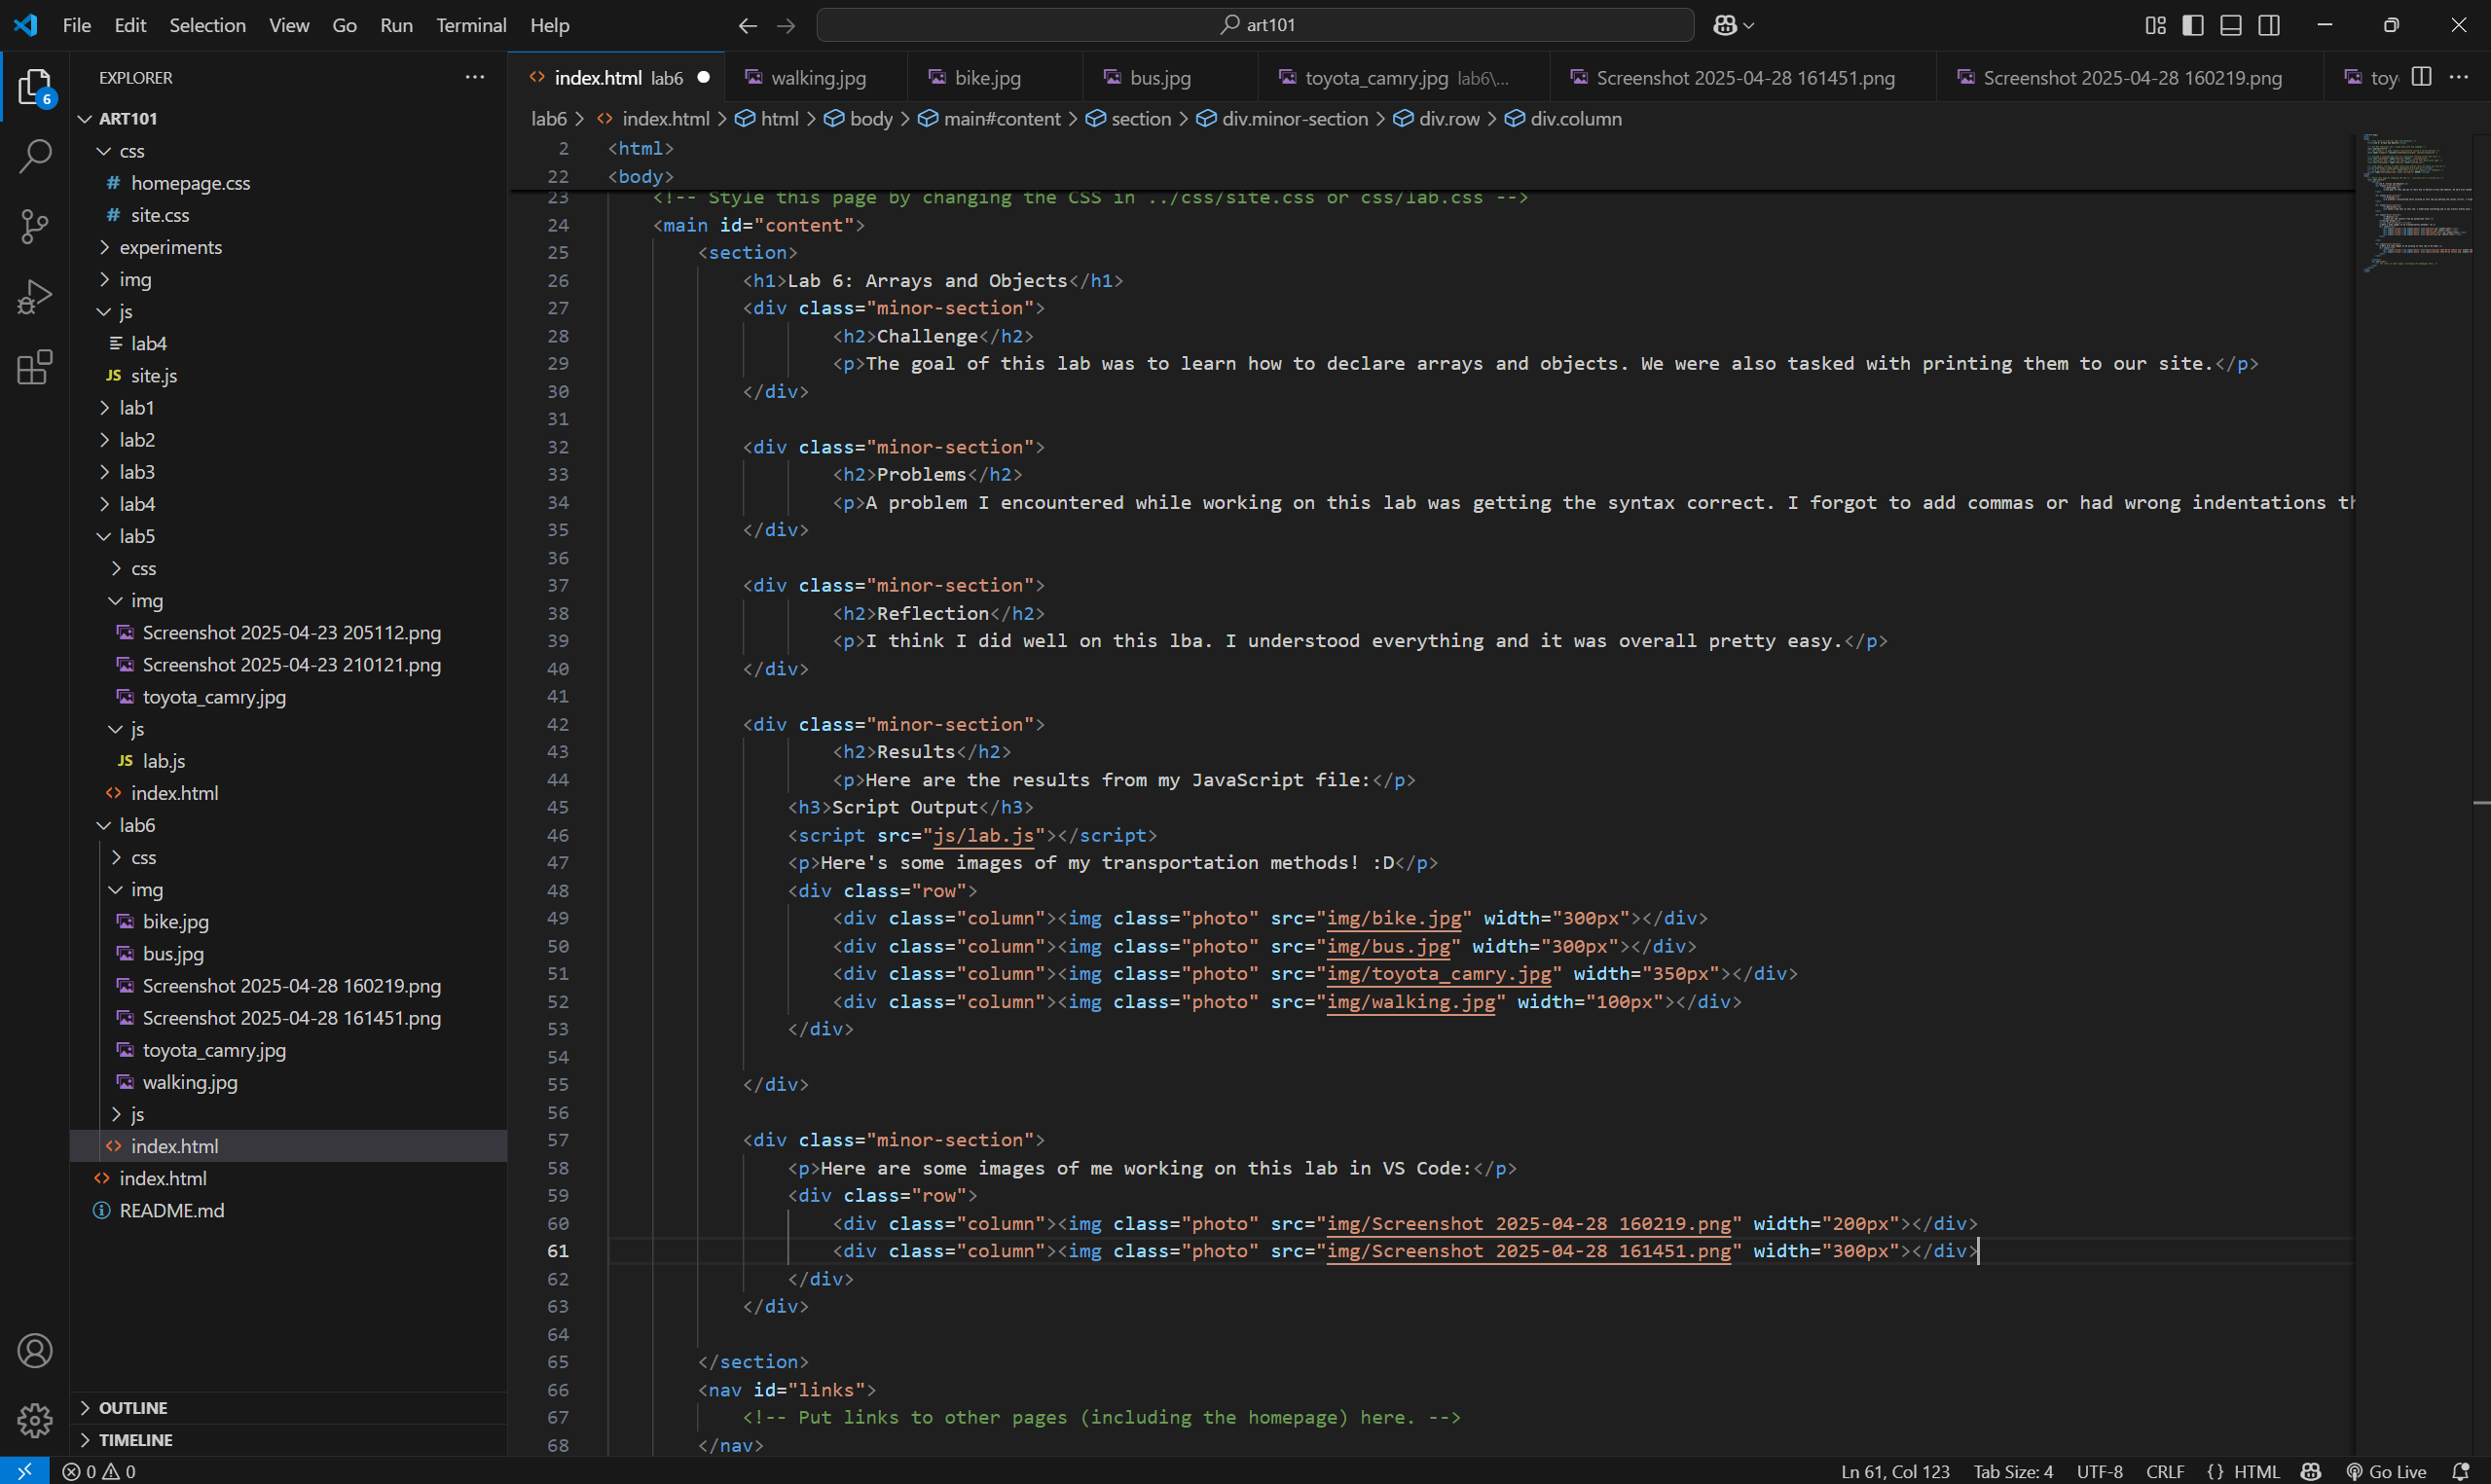 File Edit Selection View Go Run Terminal Help art101
EXPLORER
6
ART101
css
# homepage.css
# site.css
experiments
img
js
lab4
JS site.js
lab1
lab2
lab3
lab4
lab5
css
img
Screenshot 2025-04-23 205112.png
Screenshot 2025-04-23 210121.png
toyota_camry.jpg
js
JS lab.js
<> index.html
lab6
css
img
bike.jpg
bus.jpg
Screenshot 2025-04-28 160219.png
Screenshot 2025-04-28 161451.png
toyota_camry.jpg
walking.jpg
js
<> index.html
<> index.html
README.md
OUTLINE
TIMELINE
<> index.html lab6 walking.jpg bike.jpg bus.jpg toyota_camry.jpg lab6\... Screenshot 2025-04-28 161451.png Screenshot 2025-04-28 160219.png toy
lab6 > <> index.html > html > body > main#content > section > div.minor-section > div.row > div.column
2 <html>
22 <body>
23 <!-- Style this page by changing the CSS in ../css/site.css or css/lab.css -->
24 <main id="content">
25 <section>
26 <h1>Lab 6: Arrays and Objects</h1>
27 <div class="minor-section">
28 <h2>Challenge</h2>
29 <p>The goal of this lab was to learn how to declare arrays and objects. We were also tasked with printing them to our site.</p>
30 </div>
31
32 <div class="minor-section">
33 <h2>Problems</h2>
34 <p>A problem I encountered while working on this lab was getting the syntax correct. I forgot to add commas or had wrong indentations th
35 </div>
36
37 <div class="minor-section">
38 <h2>Reflection</h2>
39 <p>I think I did well on this lba. I understood everything and it was overall pretty easy.</p>
40 </div>
41
42 <div class="minor-section">
43 <h2>Results</h2>
44 <p>Here are the results from my JavaScript file:</p>
45 <h3>Script Output</h3>
46 <script src="js/lab.js"></script>
47 <p>Here's some images of my transportation methods! :D</p>
48 <div class="row">
49 <div class="column"><img class="photo" src="img/bike.jpg" width="300px"></div>
50 <div class="column"><img class="photo" src="img/bus.jpg" width="300px"></div>
51 <div class="column"><img class="photo" src="img/toyota_camry.jpg" width="350px"></div>
52 <div class="column"><img class="photo" src="img/walking.jpg" width="100px"></div>
53 </div>
54
55 </div>
56
57 <div class="minor-section">
58 <p>Here are some images of me working on this lab in VS Code:</p>
59 <div class="row">
60 <div class="column"><img class="photo" src="img/Screenshot 2025-04-28 160219.png" width="200px"></div>
61 <div class="column"><img class="photo" src="img/Screenshot 2025-04-28 161451.png" width="300px"></div>
62 </div>
63 </div>
64
65 </section>
66 <nav id="links">
67 <!-- Put links to other pages (including the homepage) here. -->
68 </nav>
0 0 Ln 61, Col 123 Tab Size: 4 UTF-8 CRLF {} HTML Go Live